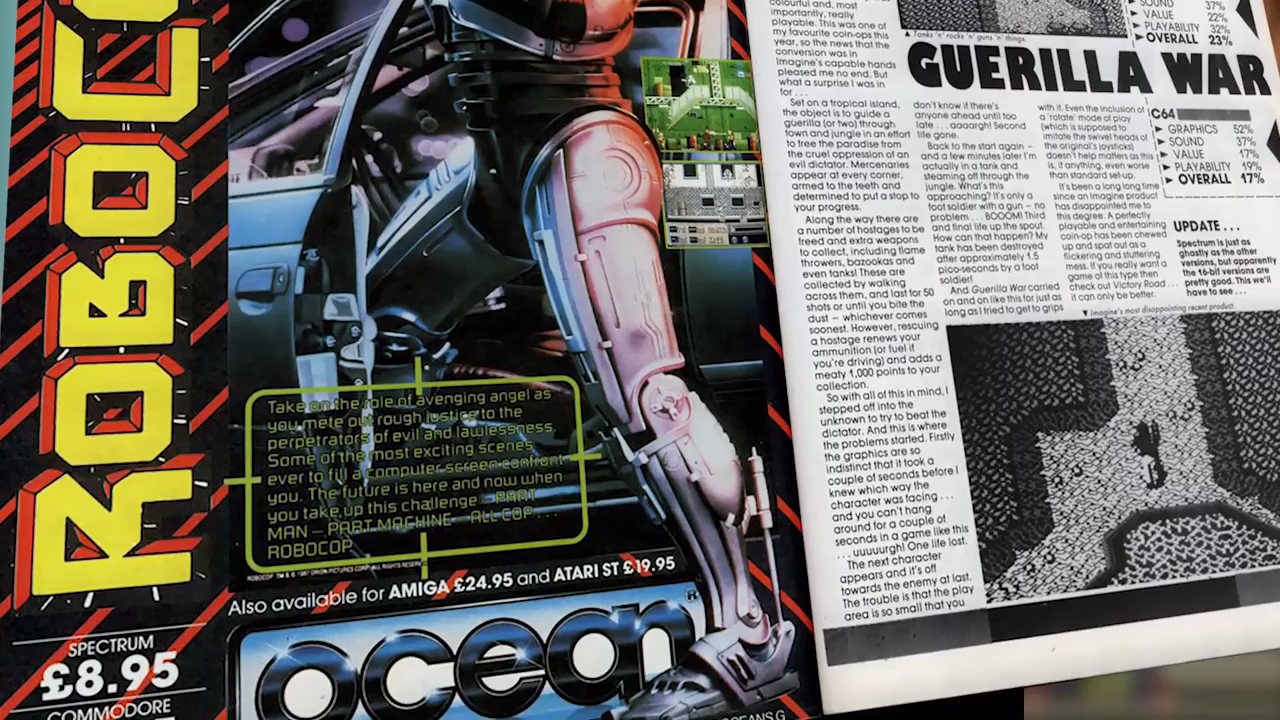 ROBOC
Take on the role of avenging angel as
you mete out rough justice to the
perpetrators of evil and lawlessness.
Some of the most exciting scenes
ever to fill a computer screen confront
you. The future is here and now when
you take up this challenge – PART
MAN – PART MACHINE – ALL COP ...
ROBOCOP
Also available for AMIGA £24.95 and ATARI ST £19.95
ocean
SPECTRUM
£8.95
COMMODORE
colourful and, most
importantly, really
playable. This was one of
my favourite coin-ops this
year, so the news that the
conversion was in
Imagine's capable hands
pleased me no end. But
what a surprise I was in
for ...
Set on a tropical island,
the object is to guide a
guerilla (or two) through
town and jungle in an effort
to free the paradise from
the cruel oppression of an
evil dictator. Mercenaries
appear at every corner,
armed to the teeth and
determined to put a stop to
your progress.
Along the way there are
a number of hostages to be
freed and extra weapons
to collect, including flame
throwers, bazookas and
even tanks! These are
collected by walking
across them, and last for 50
shots or until you bite the
dust – whichever comes
soonest. However, rescuing
a hostage renews your
ammunition (or fuel if
you're driving) and adds a
meaty 1,000 points to your
collection.
So with all of this in mind, I
stepped off into the
unknown to try to beat the
dictator. And this is where
the problems started. Firstly
the graphics are so
indistinct that it took a
couple of seconds before I
knew which way the
character was facing ...
and you can't hang
around for a couple of
seconds in a game like this
... uuuuurgh! One life lost.
The next character
appears and it's off
towards the enemy at last.
The trouble is that the play
area is so small that you
▲ Tanks 'n' rocks 'n' guns 'n' things.
SOUND 37%
VALUE 22%
PLAYABILITY 32%
OVERALL 23%
GUERILLA WAR
don't know if there's
anyone ahead until too
late ... aaaargh! Second
life gone.
Back to the start again –
and a few minutes later I'm
actually in a tank and
steaming off through the
jungle. What's this
approaching? It's only a
foot soldier with a gun – no
problem ... BOOOM! Third
and final life up the spout.
How can that happen? My
tank has been destroyed
after approximately 1.5
pico-seconds by a foot
soldier!
And Guerilla War carried
on and on like this for just as
long as I tried to get to grips
with it. Even the inclusion of
a 'rotate' mode of play
(which is supposed to
imitate the swivel heads of
the original's joysticks)
doesn't help matters as this
is, if anything, even worse
than standard set-up.
It's been a long long time
since an Imagine product
has disappointed me to
this degree. A perfectly
playable and entertaining
coin-op has been chewed
up and spat out as a
flickering and stuttering
mess. If you really want a
game of this type then
check out Victory Road ...
it can only be better.
C64
GRAPHICS 52%
SOUND 37%
VALUE 17%
PLAYABILITY 19%
OVERALL 17%
UPDATE ...
Spectrum is just as
ghastly as the other
versions, but apparently
the 16-bit versions are
pretty good. This we'll
have to see ...
▼ Imagine's most disappointing recent product.